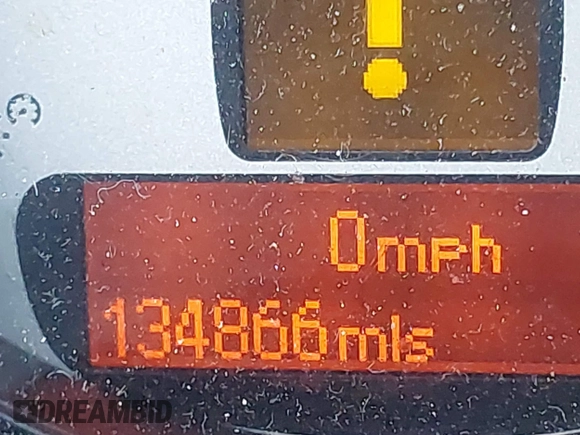 !
0mph
134866mls
DREAMBID